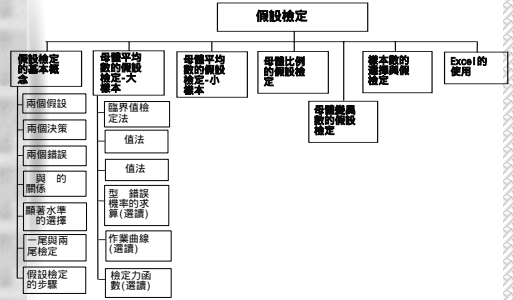 假設檢定
假設檢定
的基本概
念
母體平均
數的假設
檢定-大
樣本
母體平均
數的假設
檢定-小
樣本
母體比例
的假設檢
定
母體變異
數的假設
檢定
樣本數的
選擇與假
檢定
Excel的
使用
兩個假設
兩個決策
兩個錯誤
與 的
關係
顯著水準
的選擇
一尾與兩
尾檢定
假設檢定
的步驟
臨界值檢
定法
值法
值法
型 錯誤
機率的求
算(選讀)
作業曲線
(選讀)
檢定力函
數(選讀)